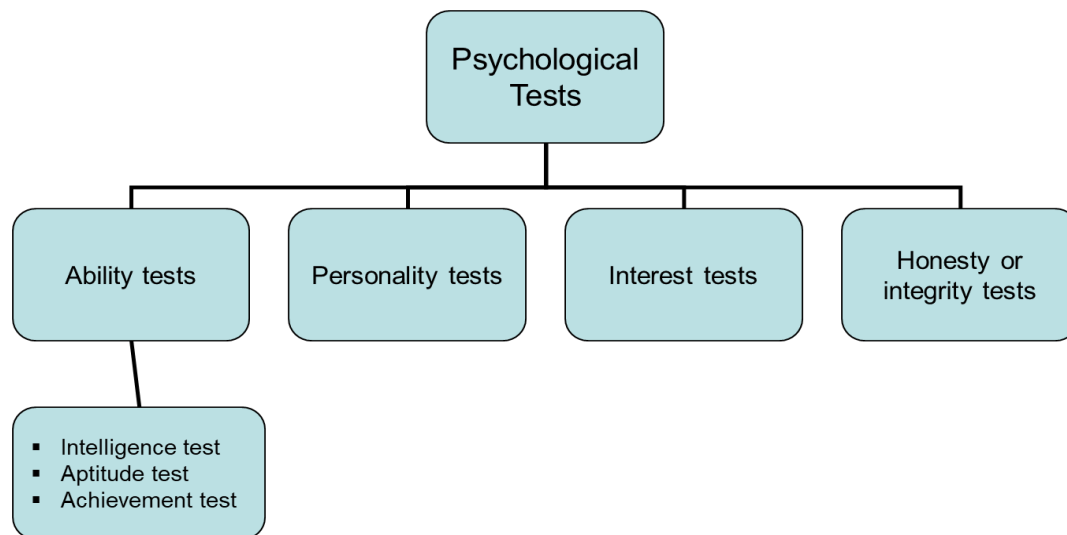 Psychological
Tests
Ability tests
Personality tests
Interest tests
Honesty or
integrity tests
▪ Intelligence test
▪ Aptitude test
▪ Achievement test